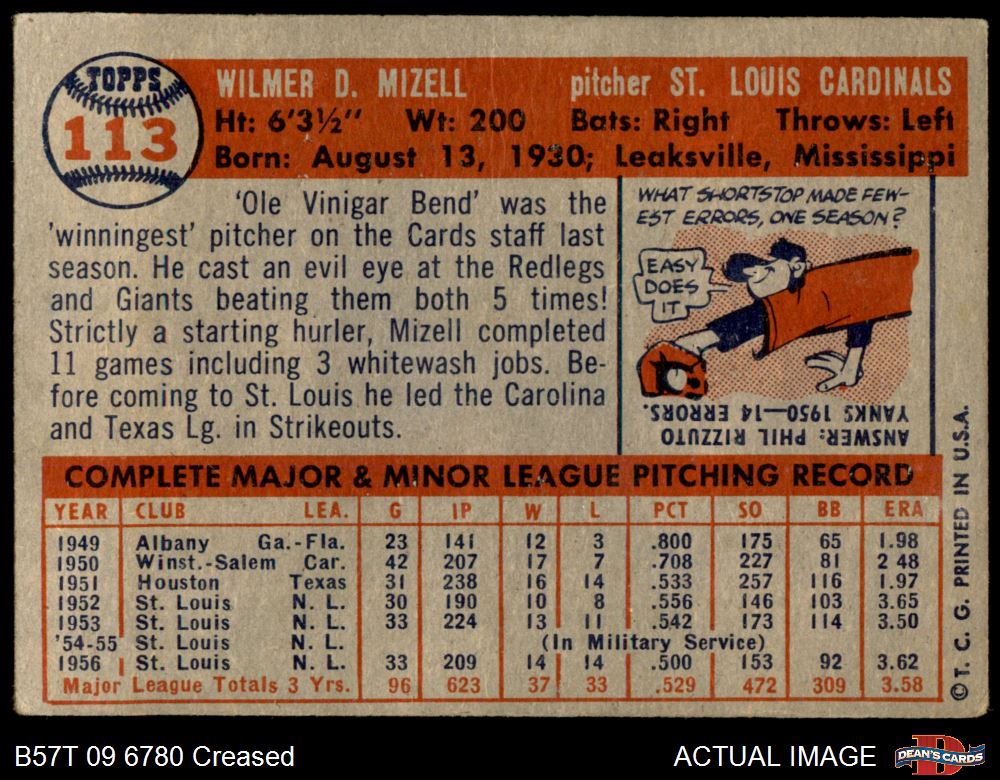 TOPPS
113
WILMER D. MIZELL pitcher ST. LOUIS CARDINALS
Ht: 6'3½" Wt: 200 Bats: Right Throws: Left
Born: August 13, 1930; Leaksville, Mississippi
'Ole Vinigar Bend' was the
'winningest' pitcher on the Cards staff last
season. He cast an evil eye at the Redlegs
and Giants beating them both 5 times!
Strictly a starting hurler, Mizell completed
11 games including 3 whitewash jobs. Be-
fore coming to St. Louis he led the Carolina
and Texas Lg. in Strikeouts.
WHAT SHORTSTOP MADE FEW-
EST ERRORS, ONE SEASON?
EASY
DOES
IT
ANSWER: PHIL RIZZUTO
YANKS 1950—14 ERRORS.
COMPLETE MAJOR & MINOR LEAGUE PITCHING RECORD
YEAR CLUB LEA. G IP W L PCT SO BB ERA
1949 Albany Ga.-Fla. 23 141 12 3 .800 175 65 1.98
1950 Winst.-Salem Car. 42 207 17 7 .708 227 81 2 48
1951 Houston Texas 31 238 16 14 .533 257 116 1.97
1952 St. Louis N. L. 30 190 10 8 .556 146 103 3.65
1953 St. Louis N. L. 33 224 13 11 .542 173 114 3.50
'54-55 St. Louis N. L. (In Military Service)
1956 St. Louis N. L. 33 209 14 14 .500 153 92 3.62
Major League Totals 3 Yrs. 96 623 37 33 .529 472 309 3.58
© T. C. G. PRINTED IN U.S.A.
B57T 09 6780 Creased
ACTUAL IMAGE
DEAN'S CARDS